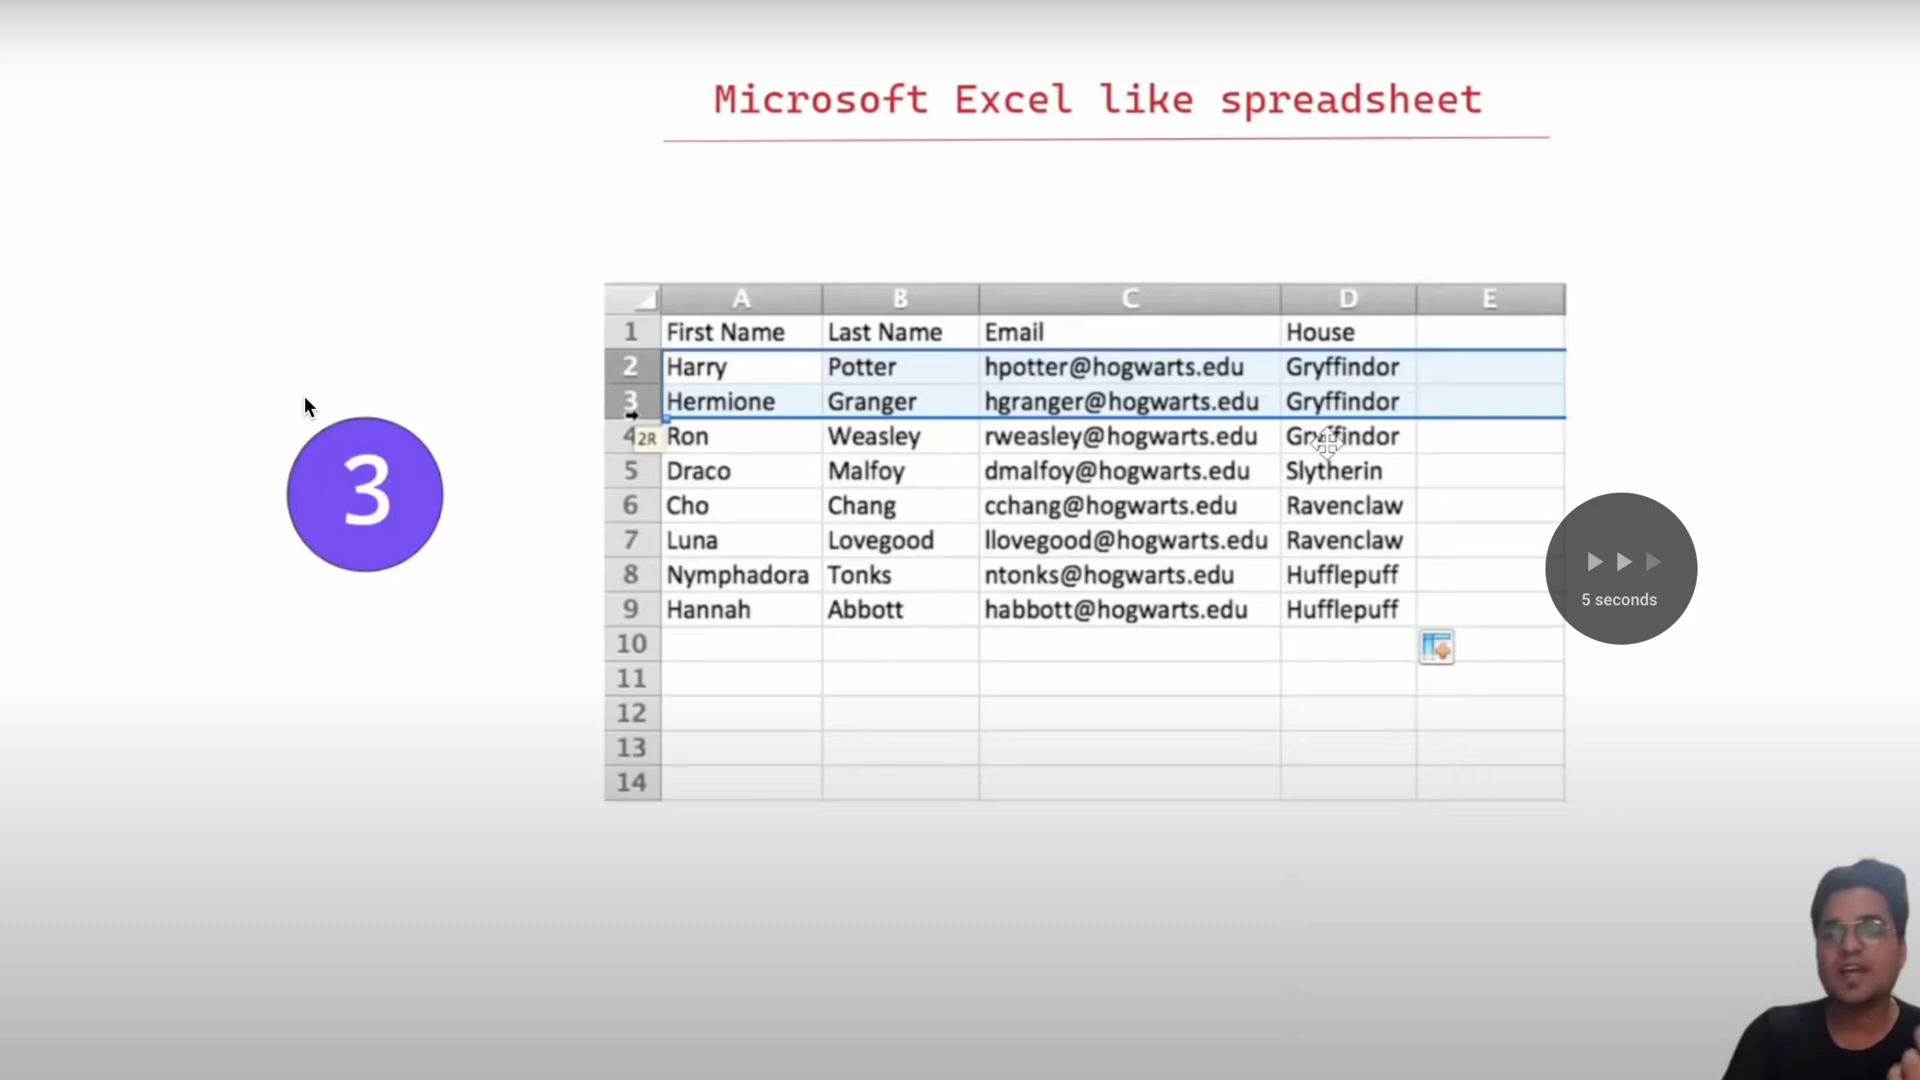 Microsoft Excel like spreadsheet
3
A B C D E
1 First Name Last Name Email House
2 Harry Potter hpotter@hogwarts.edu Gryffindor
3 Hermione Granger hgranger@hogwarts.edu Gryffindor
4 2R Ron Weasley rweasley@hogwarts.edu Gryffindor
5 Draco Malfoy dmalfoy@hogwarts.edu Slytherin
6 Cho Chang cchang@hogwarts.edu Ravenclaw
7 Luna Lovegood llovegood@hogwarts.edu Ravenclaw
8 Nymphadora Tonks ntonks@hogwarts.edu Hufflepuff
9 Hannah Abbott habbott@hogwarts.edu Hufflepuff
10
11
12
13
14
5 seconds